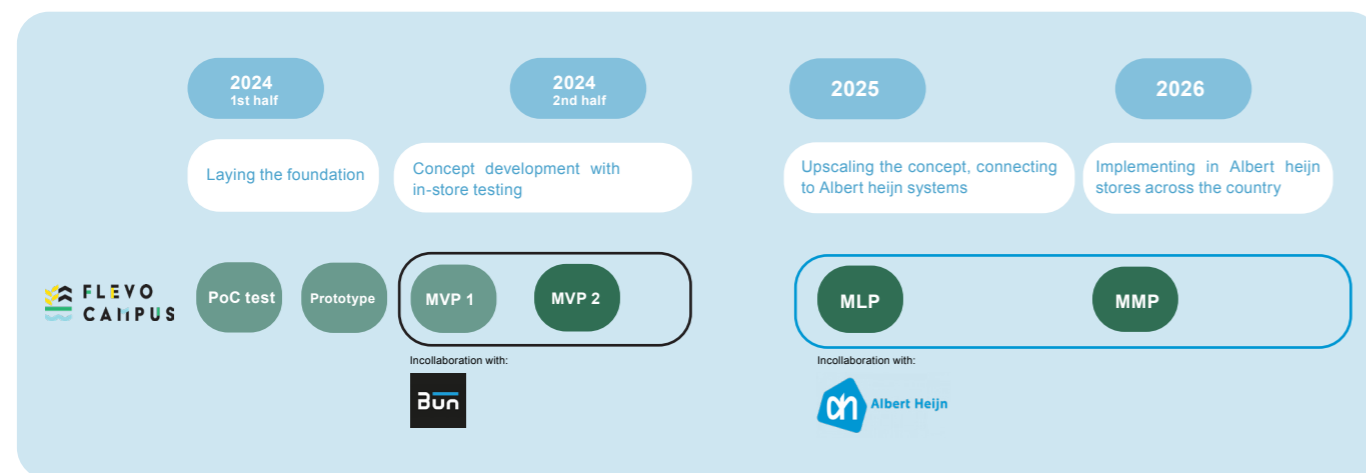 2024
1st half
2024
2nd half
2025
2026
Laying the foundation
Concept development with
in-store testing
Upscaling the concept, connecting
to Albert heijn systems
Implementing in Albert heijn
stores across the country
FLEVO
CAMPUS
PoC test
Prototype
MVP 1
MVP 2
MLP
MMP
Incollaboration with:
Būn
Incollaboration with:
ah Albert Heijn